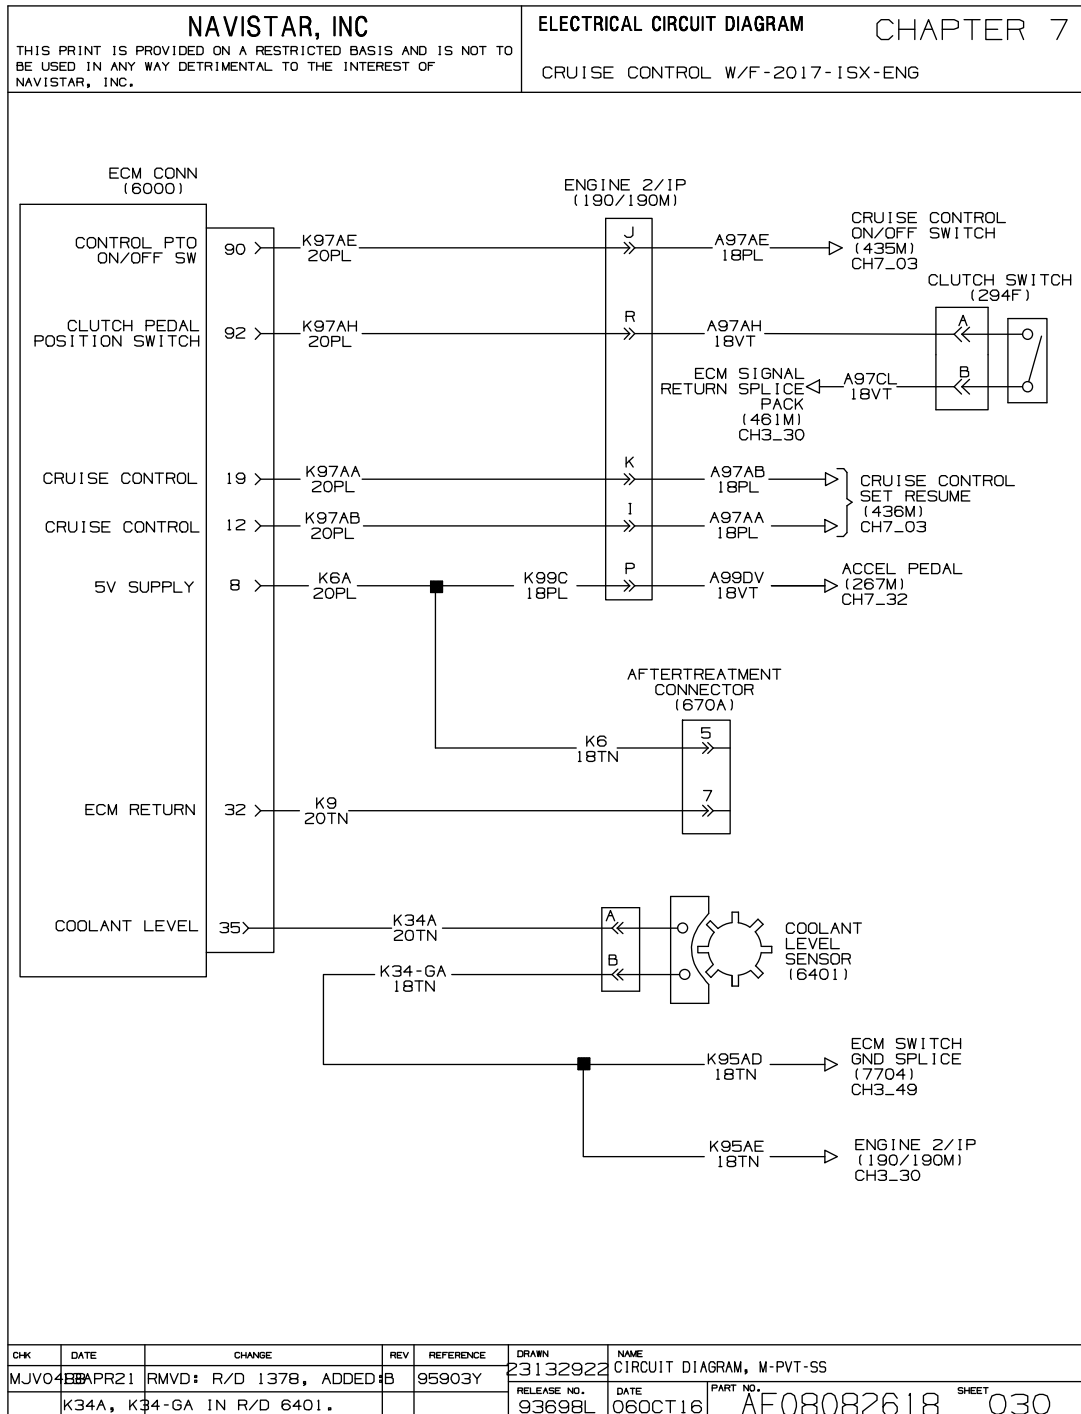 NAVISTAR, INC
THIS PRINT IS PROVIDED ON A RESTRICTED BASIS AND IS NOT TO
BE USED IN ANY WAY DETRIMENTAL TO THE INTEREST OF
NAVISTAR, INC.
ELECTRICAL CIRCUIT DIAGRAM
CHAPTER 7
CRUISE CONTROL W/F-2017-ISX-ENG
ECM CONN
(6000)
ENGINE 2/IP
(190/190M)
CONTROL PTO
ON/OFF SW
90
K97AE
20PL
J
A97AE
18PL
CRUISE CONTROL
ON/OFF SWITCH
(435M)
CH7_03
CLUTCH SWITCH
(294F)
CLUTCH PEDAL
POSITION SWITCH
92
K97AH
20PL
R
A97AH
18VT
A
ECM SIGNAL
RETURN SPLICE
PACK
(461M)
CH3_30
A97CL
18VT
B
CRUISE CONTROL
19
K97AA
20PL
K
A97AB
18PL
CRUISE CONTROL
SET RESUME
(436M)
CH7_03
CRUISE CONTROL
12
K97AB
20PL
I
A97AA
18PL
5V SUPPLY
8
K6A
20PL
K99C
18PL
P
A99DV
18VT
ACCEL PEDAL
(267M)
CH7_32
AFTERTREATMENT
CONNECTOR
(670A)
K6
18TN
5
ECM RETURN
32
K9
20TN
7
COOLANT LEVEL
35
K34A
20TN
A
COOLANT
LEVEL
SENSOR
(6401)
K34-GA
18TN
B
K95AD
18TN
ECM SWITCH
GND SPLICE
(7704)
CH3_49
K95AE
18TN
ENGINE 2/IP
(190/190M)
CH3_30
CHK DATE CHANGE REV REFERENCE
APR21 RMVD: R/D 1378, ADDED: B 95903Y
K34A, K34-GA IN R/D 6401.
DRAWN
23132922
NAME
CIRCUIT DIAGRAM, M-PVT-SS
RELEASE NO.
93698L
DATE
06OCT16
PART NO.
AF08082618
SHEET
030